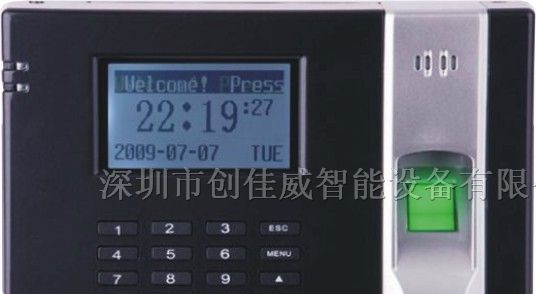 Welcome! Press
22:19:27
2009-07-07 TUE
深圳市创佳威智能设备有限
1 2 3 ESC
4 5 6 MENU
7 8 9 ▲